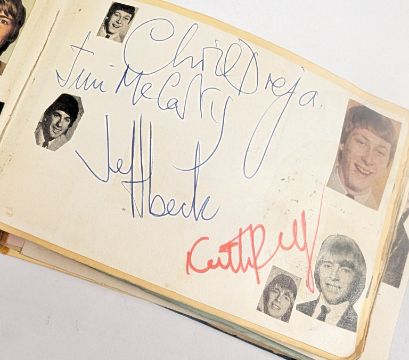 Chris Dreja.
Jim McCarty
Jeff Beck
Keith Relf